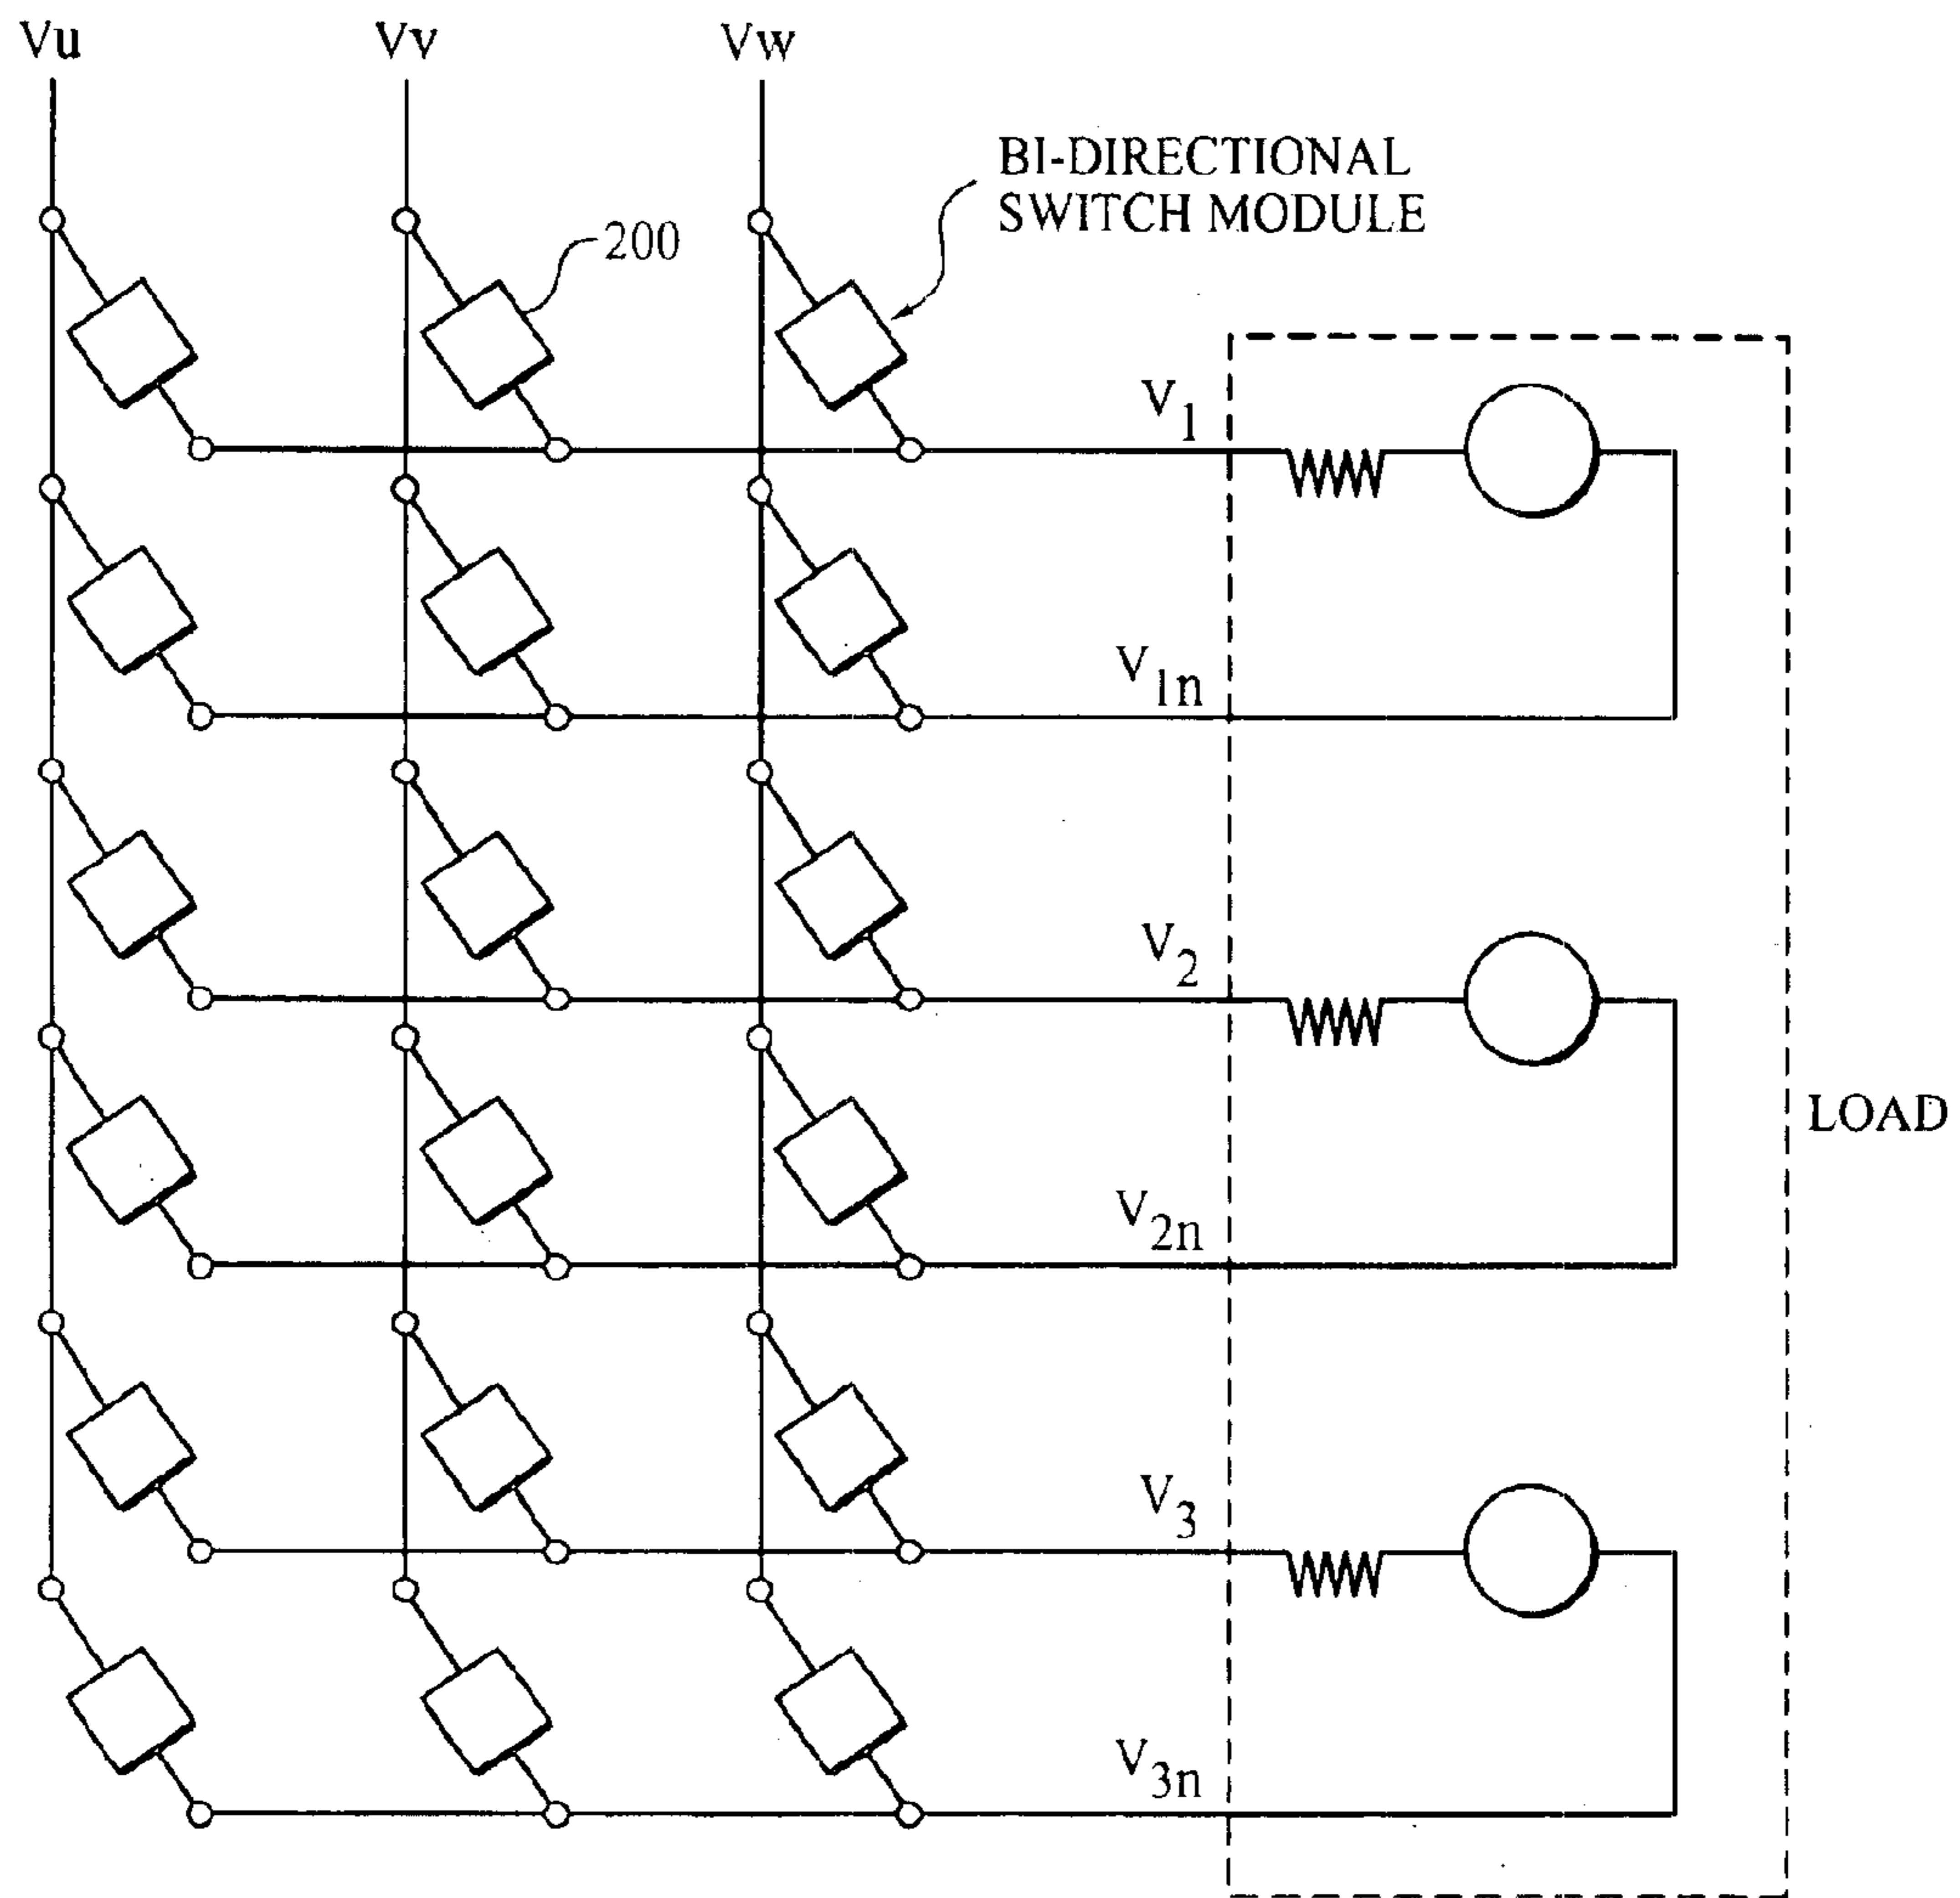 Vu Vv Vw
BI-DIRECTIONAL
SWITCH MODULE
200
V1
V1n
V2
V2n
LOAD
V3
V3n